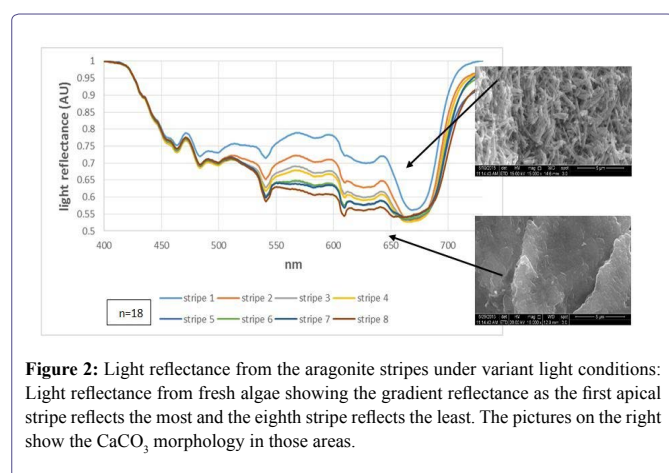 1
0.95
0.9
0.85
0.8
0.75
0.7
0.65
0.6
0.55
0.5
light reflectance (AU)
400 450 500 550 600 650 700
nm
n=18
stripe 1 stripe 2 stripe 3 stripe 4
stripe 5 stripe 6 stripe 7 stripe 8
Figure 2: Light reflectance from the aragonite stripes under variant light conditions:
Light reflectance from fresh algae showing the gradient reflectance as the first apical
stripe reflects the most and the eighth stripe reflects the least. The pictures on the right
show the CaCO₃ morphology in those areas.